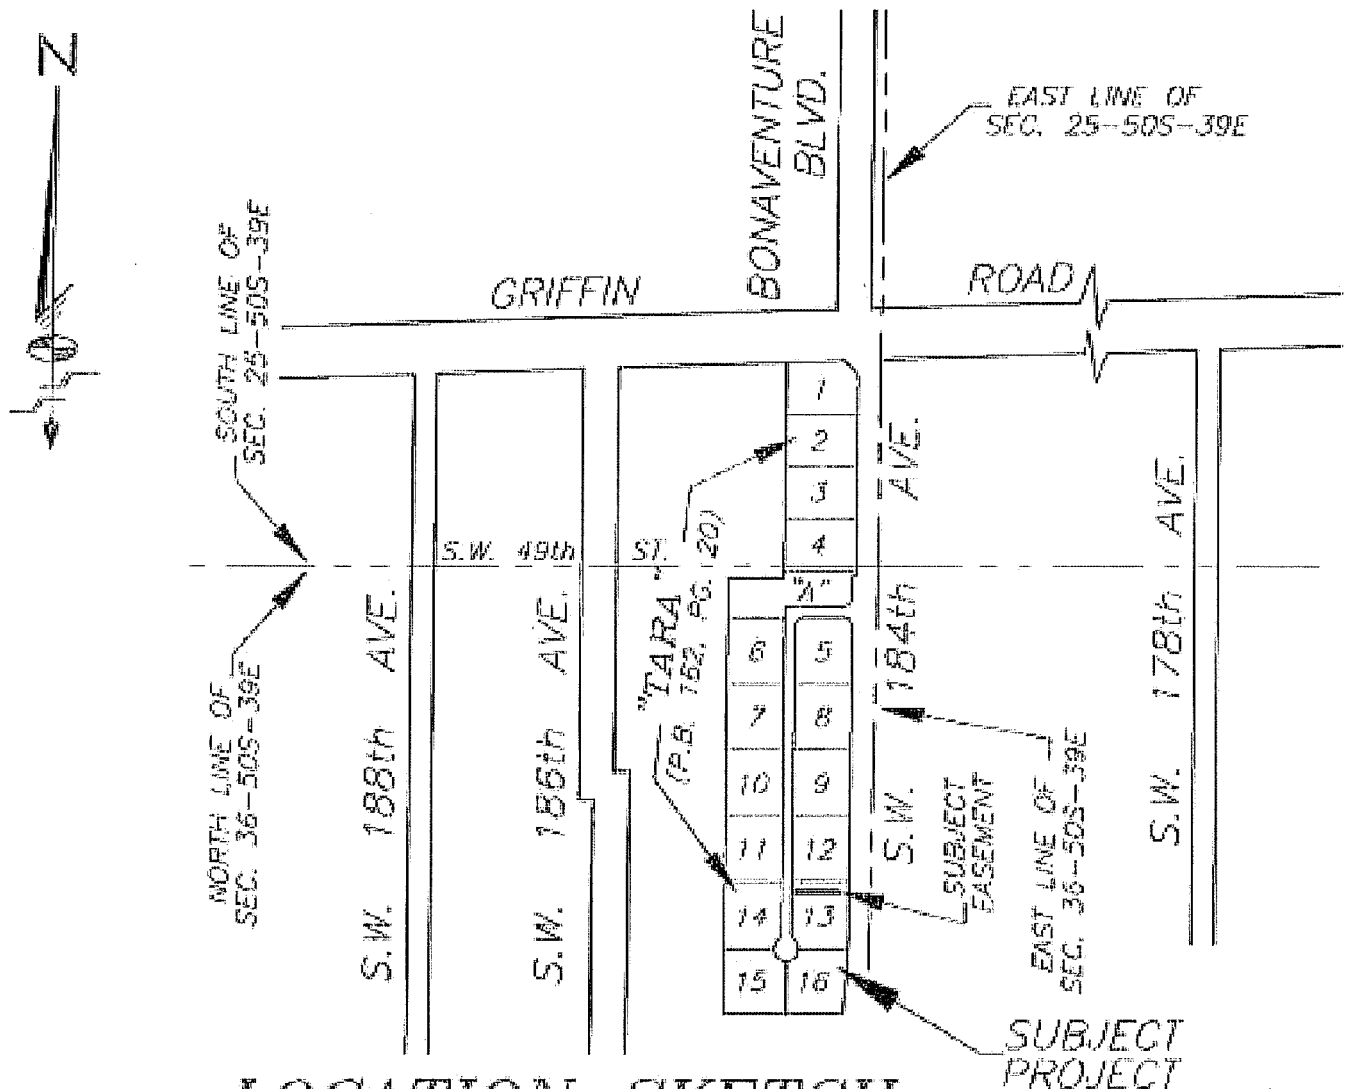 N
BONAVENTURE
BLVD.
EAST LINE OF
SEC. 25-50S-39E
SOUTH LINE OF
SEC. 25-50S-39E
GRIFFIN
ROAD
1
2
3
4
S.W. 49th ST.
"A"
"TARA"
(P.B. 162, PG. 20)
6
5
7
8
10
9
11
12
14
13
15
16
NORTH LINE OF
SEC. 36-50S-39E
S.W. 188th AVE.
S.W. 186th AVE.
S.W. 184th AVE.
S.W. 178th AVE.
SUBJECT
EASEMENT
EAST LINE OF
SEC. 36-50S-39E
SUBJECT
PROJECT
LOCATION SKETCH